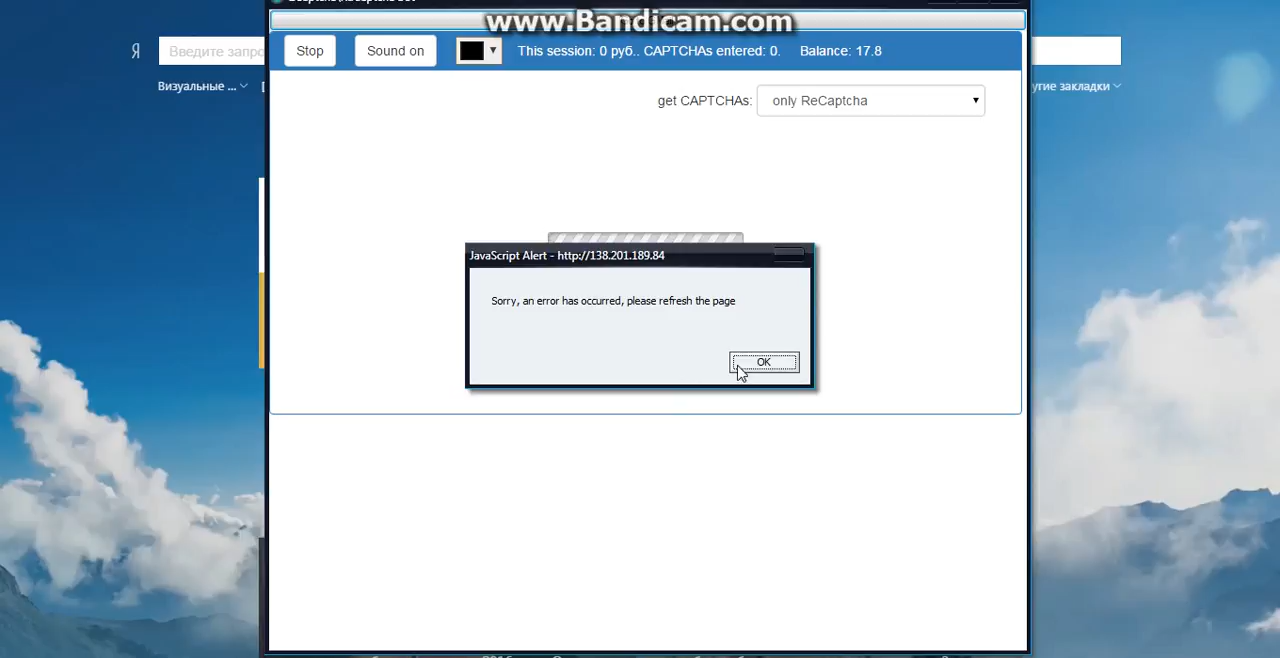 www.Bandicam.com
Я
Введите запро
Stop
Sound on
This session: 0 руб.. CAPTCHAs entered: 0.
Balance: 17.8
Визуальные ...
ругие закладки
get CAPTCHAs:
only ReCaptcha
JavaScript Alert - http://138.201.189.84
Sorry, an error has occurred, please refresh the page
OK